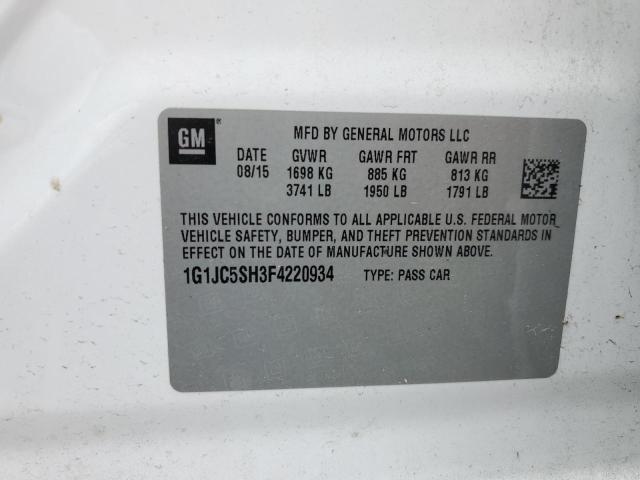 GM ®
MFD BY GENERAL MOTORS LLC
DATE GVWR GAWR FRT GAWR RR
08/15 1698 KG 885 KG 813 KG
3741 LB 1950 LB 1791 LB
THIS VEHICLE CONFORMS TO ALL APPLICABLE U.S. FEDERAL MOTOR
VEHICLE SAFETY, BUMPER, AND THEFT PREVENTION STANDARDS IN
EFFECT ON THE DATE OF MANUFACTURE SHOWN ABOVE.
1G1JC5SH3F4220934 TYPE: PASS CAR